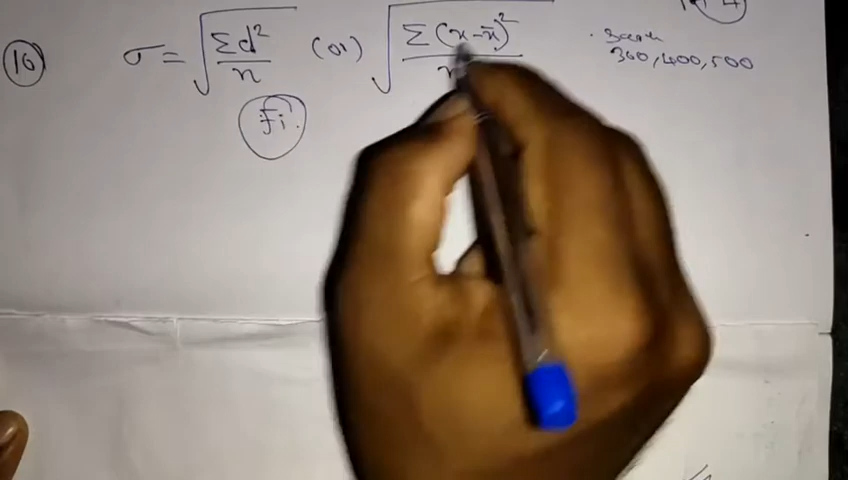 16 σ = √(Σd²/n) (or) √(Σ(x-x̄)²/n)
300,400,500
fi.